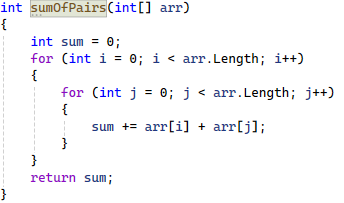 int sumOfPairs(int[] arr)
{
    int sum = 0;
    for (int i = 0; i < arr.Length; i++)
    {
        for (int j = 0; j < arr.Length; j++)
        {
            sum += arr[i] + arr[j];
        }
    }
    return sum;
}